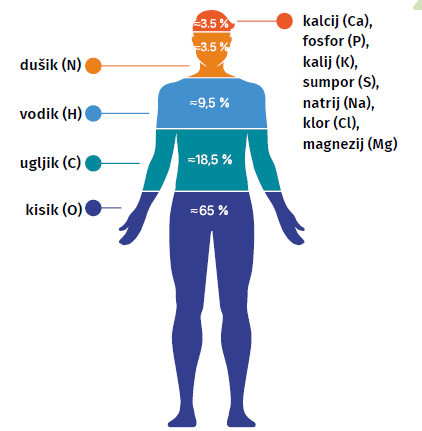 ≈3.5 %
≈3.5 %
kalcij (Ca),
fosfor (P),
kalij (K),
sumpor (S),
natrij (Na),
klor (Cl),
magnezij (Mg)
dušik (N)
vodik (H)
≈9,5 %
ugljik (C)
≈18,5 %
kisik (O)
≈65 %